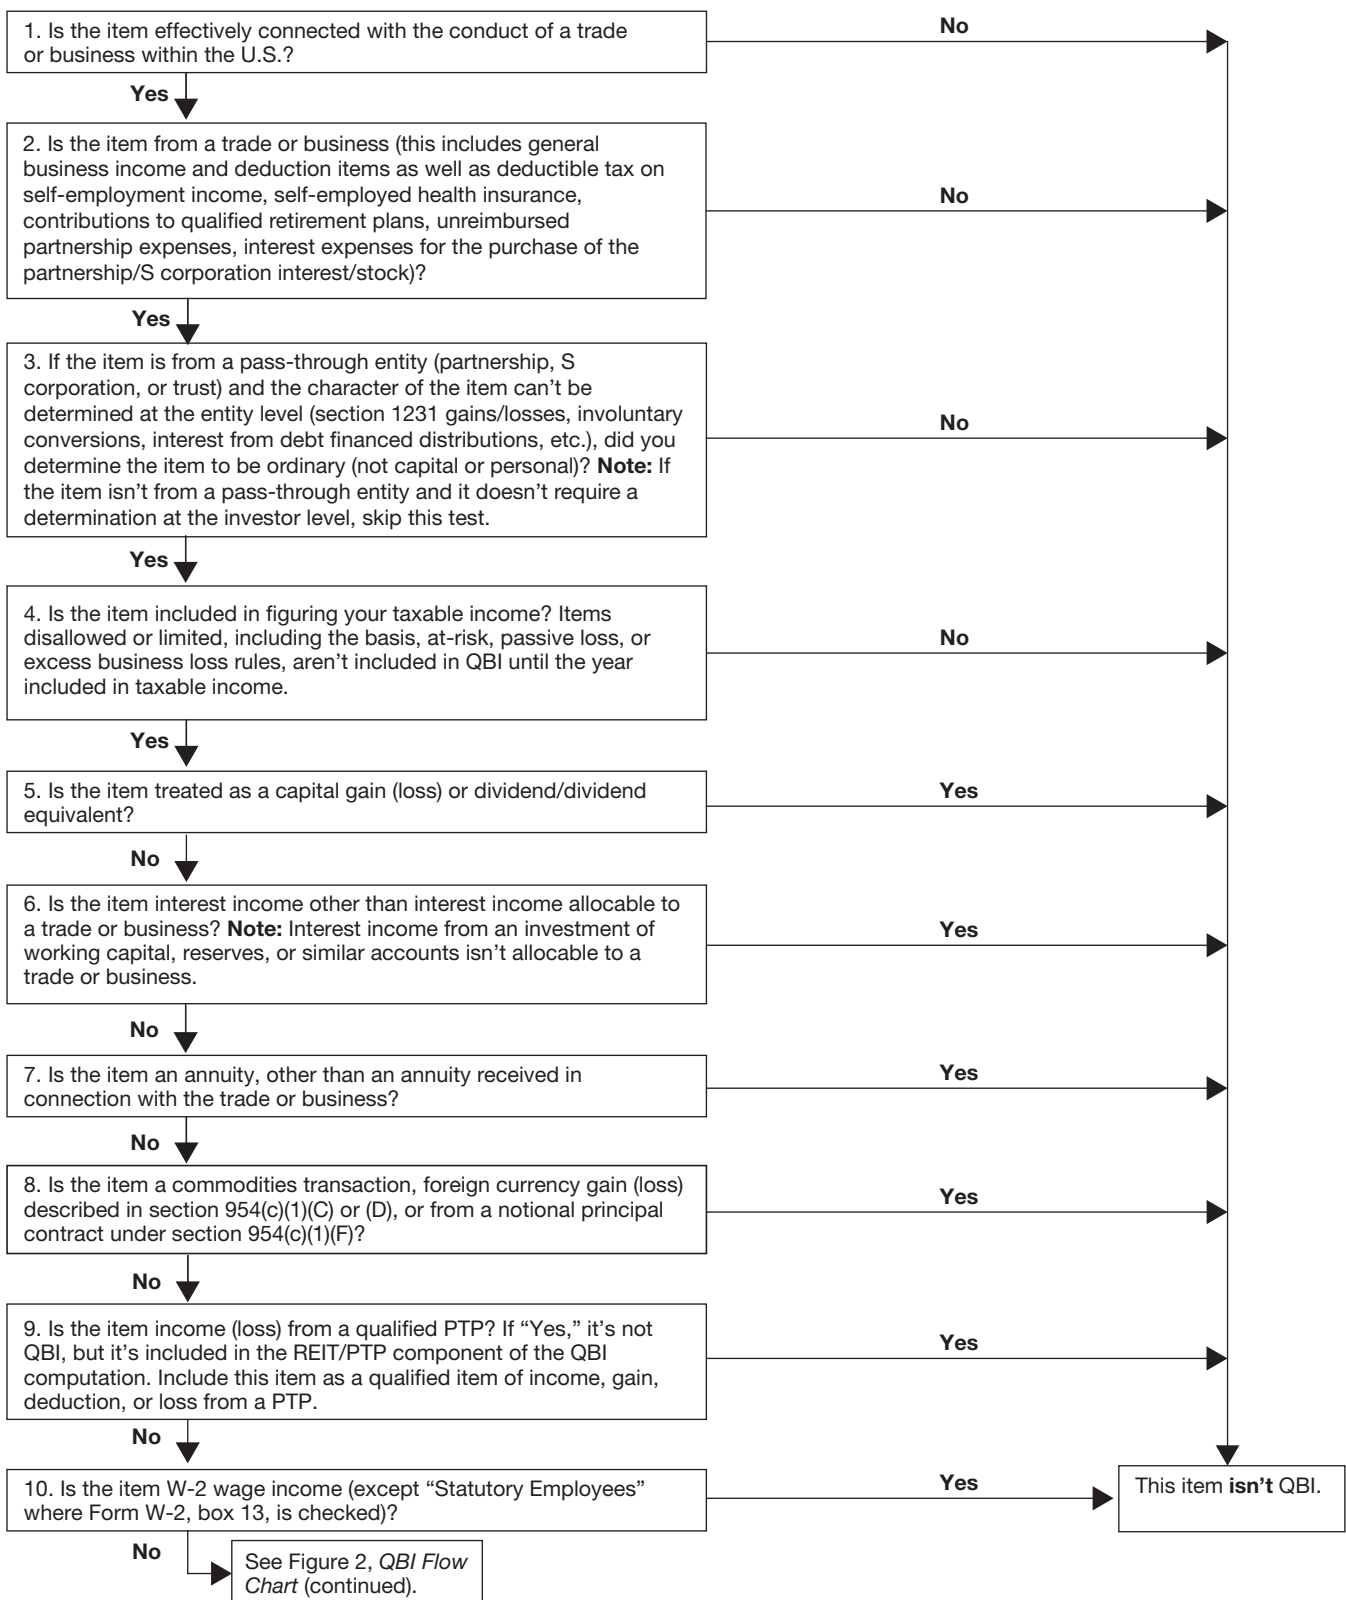 1. Is the item effectively connected with the conduct of a trade
or business within the U.S.?
No
Yes
2. Is the item from a trade or business (this includes general
business income and deduction items as well as deductible tax on
self-employment income, self-employed health insurance,
contributions to qualified retirement plans, unreimbursed
partnership expenses, interest expenses for the purchase of the
partnership/S corporation interest/stock)?
No
Yes
3. If the item is from a pass-through entity (partnership, S
corporation, or trust) and the character of the item can't be
determined at the entity level (section 1231 gains/losses, involuntary
conversions, interest from debt financed distributions, etc.), did you
determine the item to be ordinary (not capital or personal)? Note: If
the item isn't from a pass-through entity and it doesn't require a
determination at the investor level, skip this test.
No
Yes
4. Is the item included in figuring your taxable income? Items
disallowed or limited, including the basis, at-risk, passive loss, or
excess business loss rules, aren't included in QBI until the year
included in taxable income.
No
Yes
5. Is the item treated as a capital gain (loss) or dividend/dividend
equivalent?
Yes
No
6. Is the item interest income other than interest income allocable to
a trade or business? Note: Interest income from an investment of
working capital, reserves, or similar accounts isn't allocable to a
trade or business.
Yes
No
7. Is the item an annuity, other than an annuity received in
connection with the trade or business?
Yes
No
8. Is the item a commodities transaction, foreign currency gain (loss)
described in section 954(c)(1)(C) or (D), or from a notional principal
contract under section 954(c)(1)(F)?
Yes
No
9. Is the item income (loss) from a qualified PTP? If “Yes,” it's not
QBI, but it's included in the REIT/PTP component of the QBI
computation. Include this item as a qualified item of income, gain,
deduction, or loss from a PTP.
Yes
No
10. Is the item W-2 wage income (except “Statutory Employees”
where Form W-2, box 13, is checked)?
Yes
This item isn't QBI.
No
See Figure 2, QBI Flow
Chart (continued).